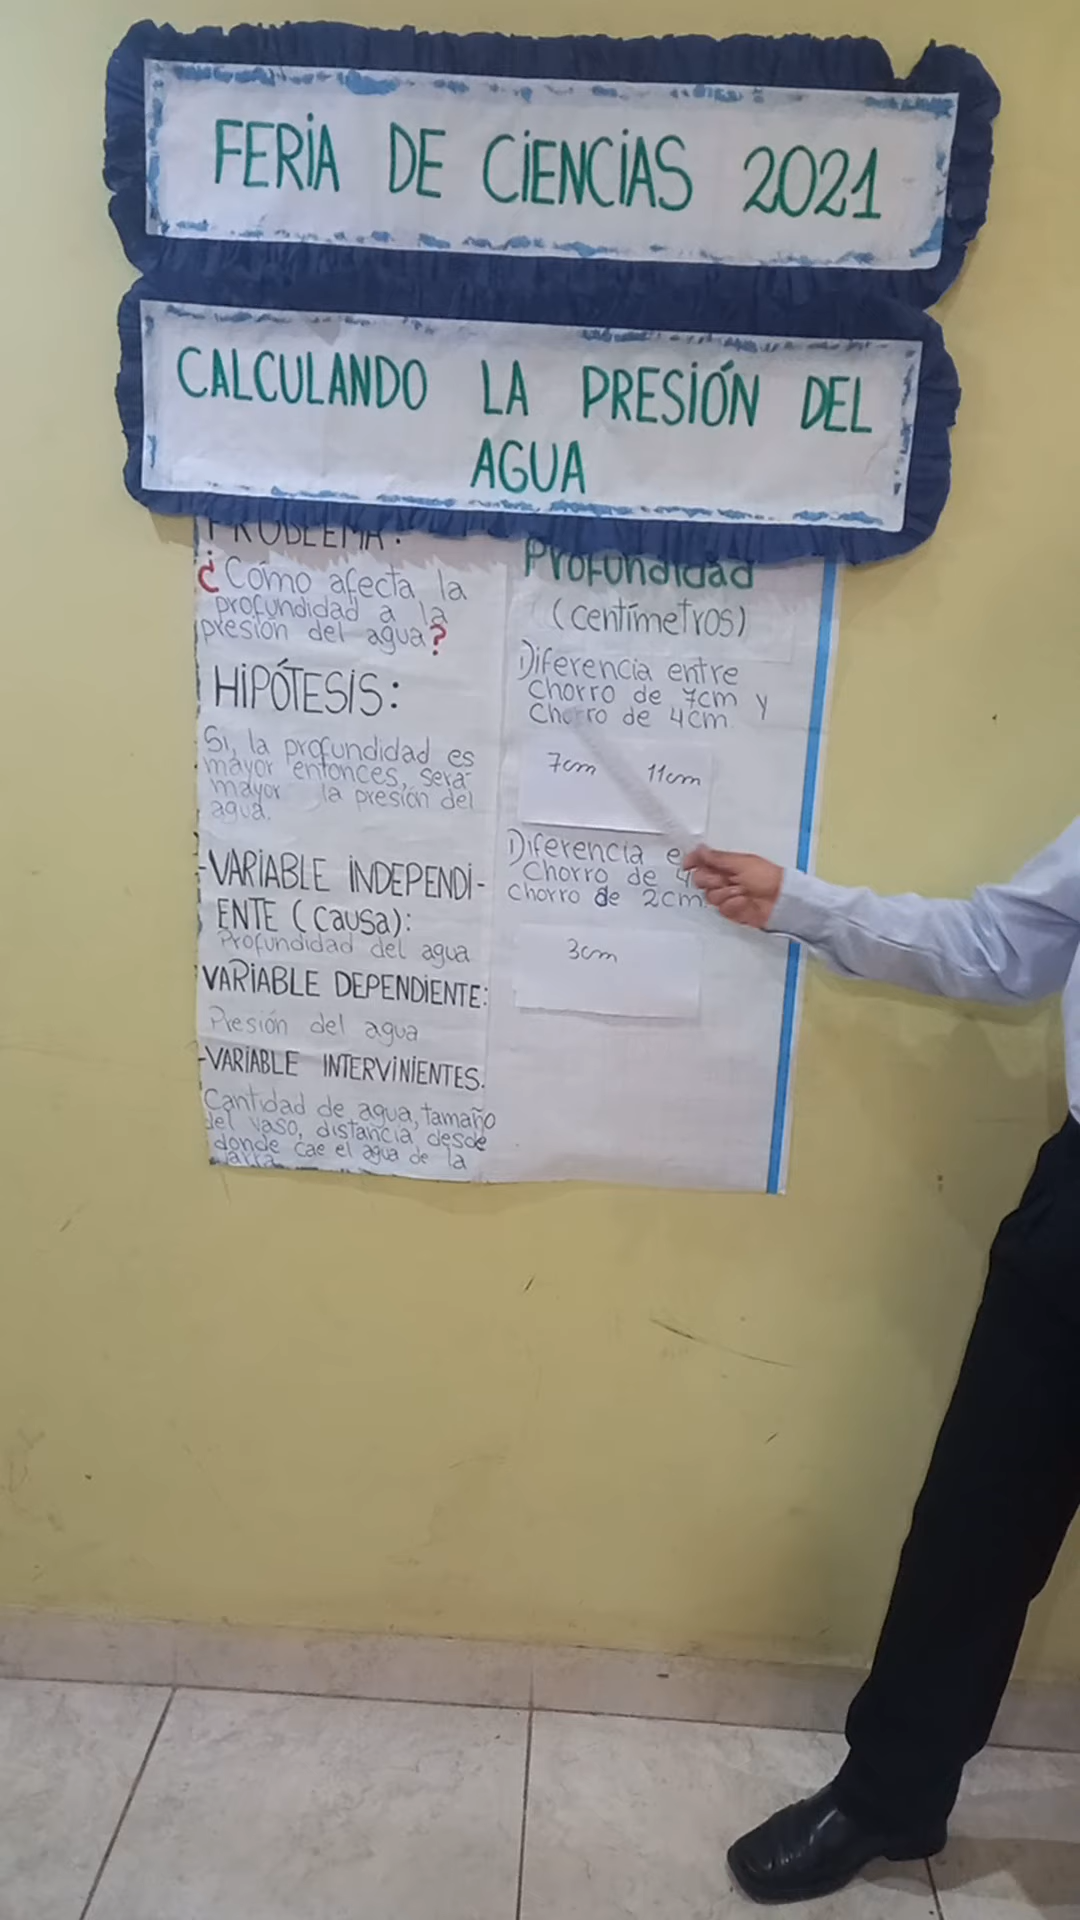 FERIA DE CIENCIAS 2021
CALCULANDO LA PRESIÓN DEL
AGUA
PROBLEMA:
¿Cómo afecta la
profundidad a la
presión del agua?
HIPÓTESIS:
Si, la profundidad es
mayor entonces, será
mayor la presión del
agua.
-VARIABLE INDEPENDI-
ENTE (Causa):
Profundidad del agua
VARIABLE DEPENDIENTE:
Presión del agua
-VARIABLE INTERVINIENTES.
Cantidad de agua, tamaño
del vaso, distancia desde
donde cae el agua de la
Profundidad
(centímetros)
Diferencia entre
chorro de 7cm y
chorro de 4cm
7cm 11cm
Diferencia
chorro de 4
chorro de 2cm
3cm